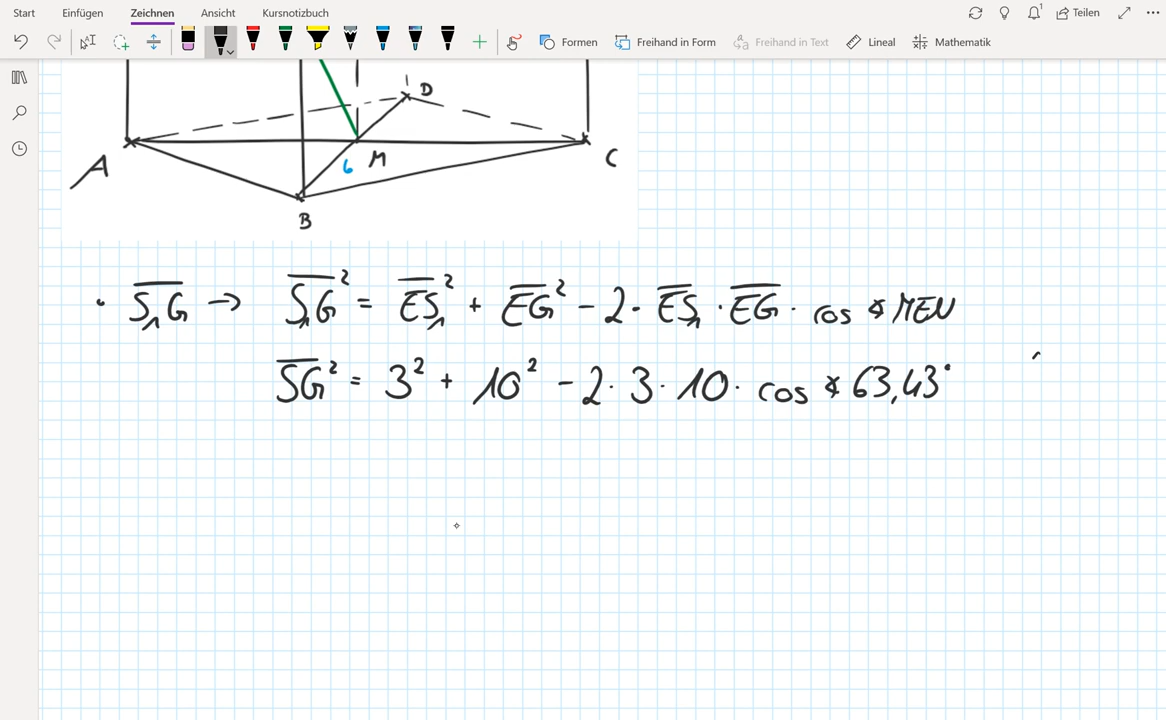 Start Einfügen Zeichnen Ansicht Kursnotizbuch
1 Teilen
Formen Freihand in Form Freihand in Text Lineal Mathematik
D
A 6 M C
B
• S₁G → S₁G² = ES₁² + EG² − 2 · ES₁ · EG · cos ∢ MEN
SG² = 3² + 10² − 2 · 3 · 10 · cos ∢ 63,43°